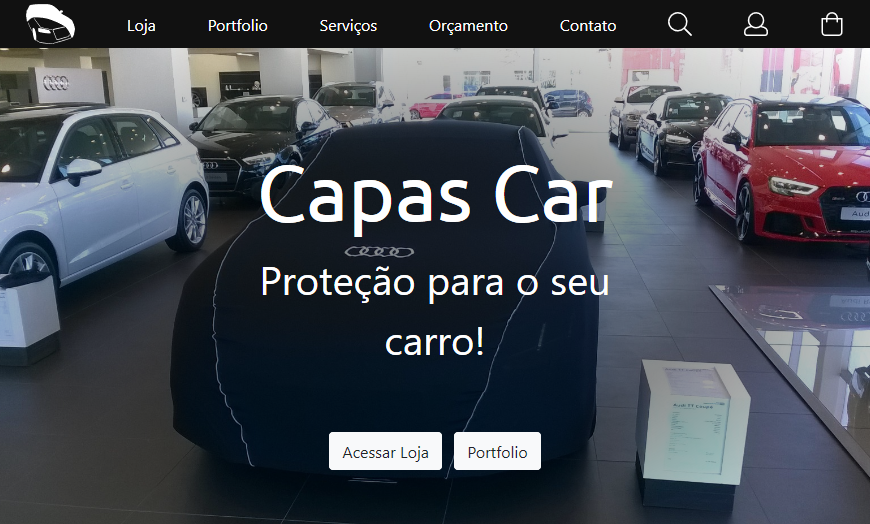 Loja Portfolio Serviços Orçamento Contato
Capas Car
Proteção para o seu
carro!
Acessar Loja Portfolio